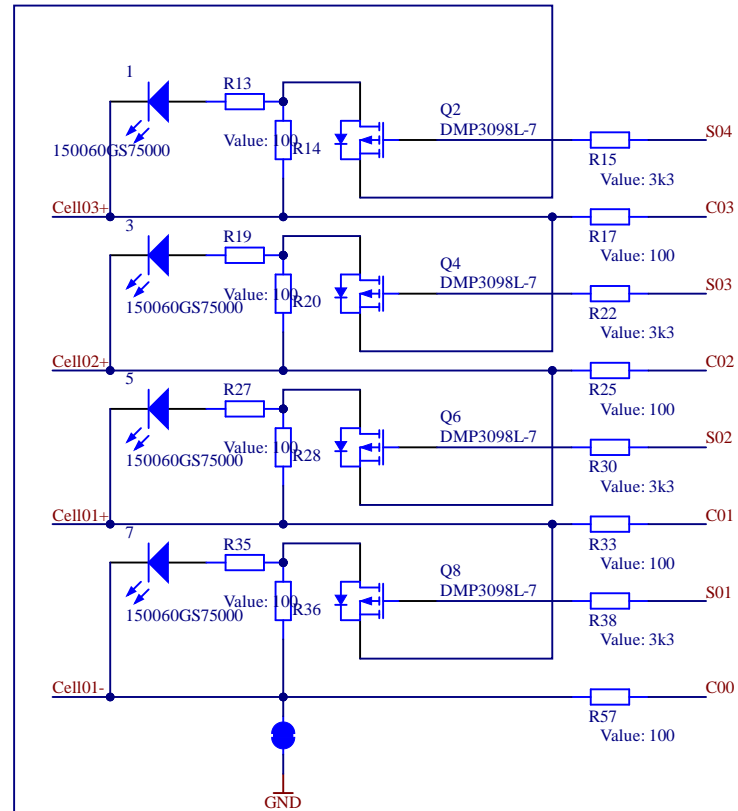 1
R13
Q2
DMP3098L-7
S04
150060GS75000
Value: 100
R14
R15
Value: 3k3
Cell03+
C03
3
R19
R17
Value: 100
Q4
DMP3098L-7
S03
150060GS75000
Value: 100
R20
R22
Value: 3k3
Cell02+
C02
5
R27
R25
Value: 100
Q6
DMP3098L-7
S02
150060GS75000
Value: 100
R28
R30
Value: 3k3
Cell01+
C01
7
R35
R33
Value: 100
Q8
DMP3098L-7
S01
150060GS75000
Value: 100
R36
R38
Value: 3k3
Cell01-
C00
R57
Value: 100
GND